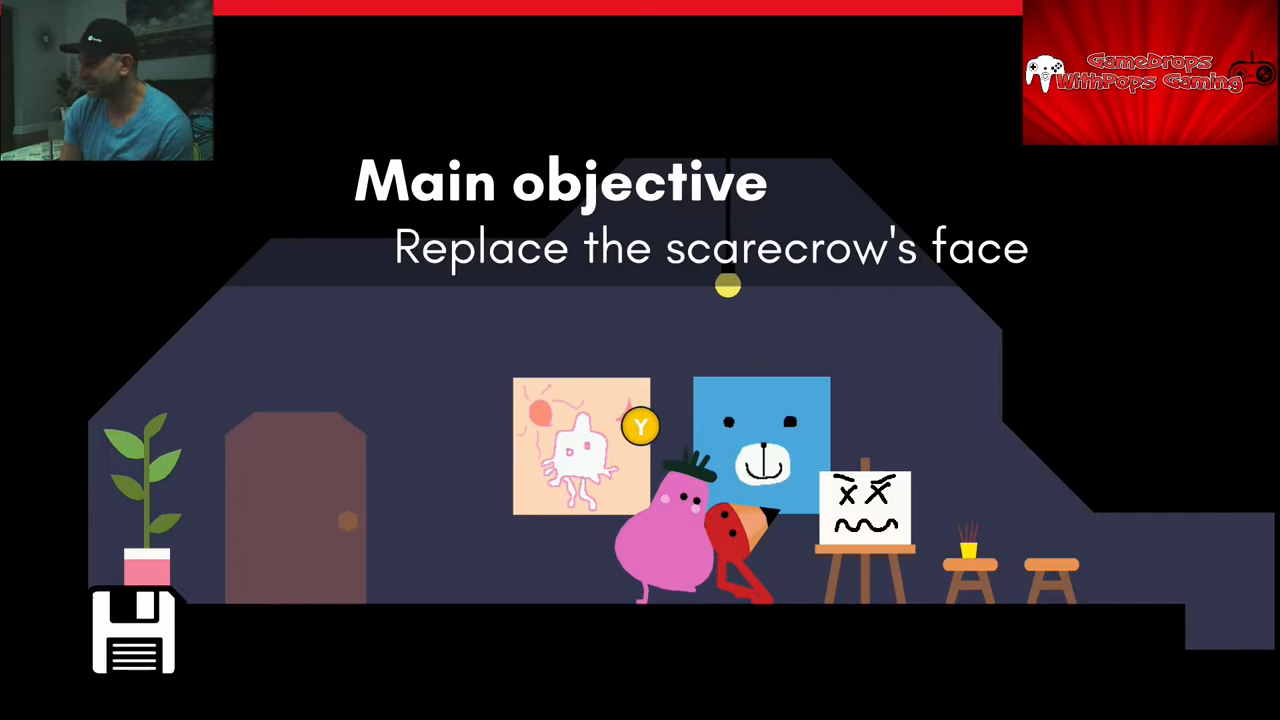 GameDrops
WithPops Gaming
Main objective
Replace the scarecrow's face
Y